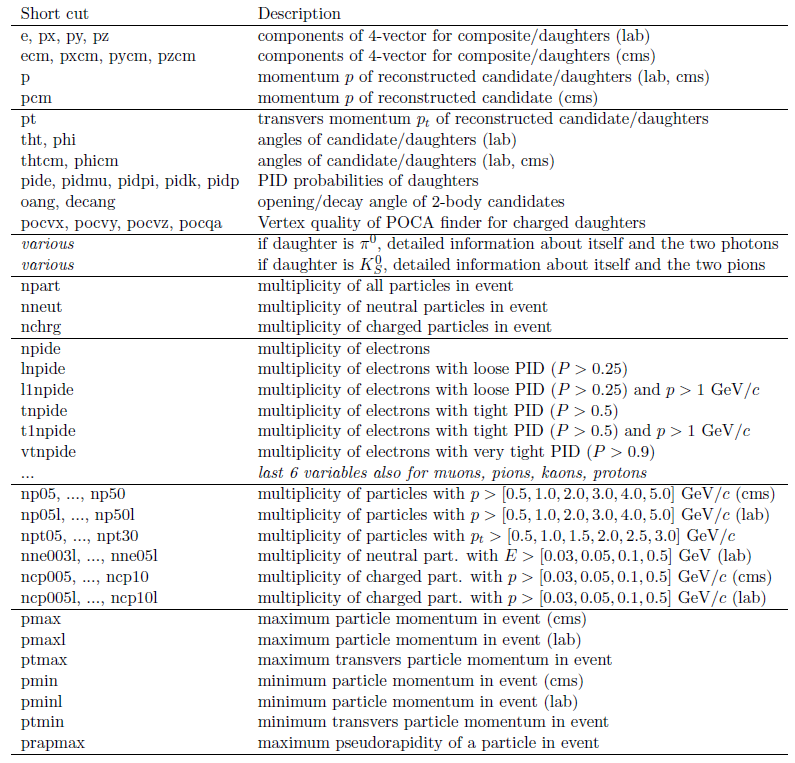 Short cut Description
e, px, py, pz components of 4-vector for composite/daughters (lab)
ecm, pxcm, pycm, pzcm components of 4-vector for composite/daughters (cms)
p momentum p of reconstructed candidate/daughters (lab, cms)
pcm momentum p of reconstructed candidate (cms)
pt transvers momentum pₜ of reconstructed candidate/daughters
tht, phi angles of candidate/daughters (lab)
thtcm, phicm angles of candidate/daughters (lab, cms)
pide, pidmu, pidpi, pidk, pidp PID probabilities of daughters
oang, decang opening/decay angle of 2-body candidates
pocvx, pocvy, pocvz, pocqa Vertex quality of POCA finder for charged daughters
various if daughter is π⁰, detailed information about itself and the two photons
various if daughter is K_S^0, detailed information about itself and the two pions
npart multiplicity of all particles in event
nneut multiplicity of neutral particles in event
nchrg multiplicity of charged particles in event
npide multiplicity of electrons
lnpide multiplicity of electrons with loose PID (P > 0.25)
l1npide multiplicity of electrons with loose PID (P > 0.25) and p > 1 GeV/c
tnpide multiplicity of electrons with tight PID (P > 0.5)
t1npide multiplicity of electrons with tight PID (P > 0.5) and p > 1 GeV/c
vtnpide multiplicity of electrons with very tight PID (P > 0.9)
... last 6 variables also for muons, pions, kaons, protons
np05, ..., np50 multiplicity of particles with p > [0.5, 1.0, 2.0, 3.0, 4.0, 5.0] GeV/c (cms)
np05l, ..., np50l multiplicity of particles with p > [0.5, 1.0, 2.0, 3.0, 4.0, 5.0] GeV/c (lab)
npt05, ..., npt30 multiplicity of particles with pₜ > [0.5, 1.0, 1.5, 2.0, 2.5, 3.0] GeV/c
nne003l, ..., nne05l multiplicity of neutral part. with E > [0.03, 0.05, 0.1, 0.5] GeV (lab)
ncp005, ..., ncp10 multiplicity of charged part. with p > [0.03, 0.05, 0.1, 0.5] GeV/c (cms)
ncp005l, ..., ncp10l multiplicity of charged part. with p > [0.03, 0.05, 0.1, 0.5] GeV/c (lab)
pmax maximum particle momentum in event (cms)
pmaxl maximum particle momentum in event (lab)
ptmax maximum transvers particle momentum in event
pmin minimum particle momentum in event (cms)
pminl minimum particle momentum in event (lab)
ptmin minimum transvers particle momentum in event
prapmax maximum pseudorapidity of a particle in event